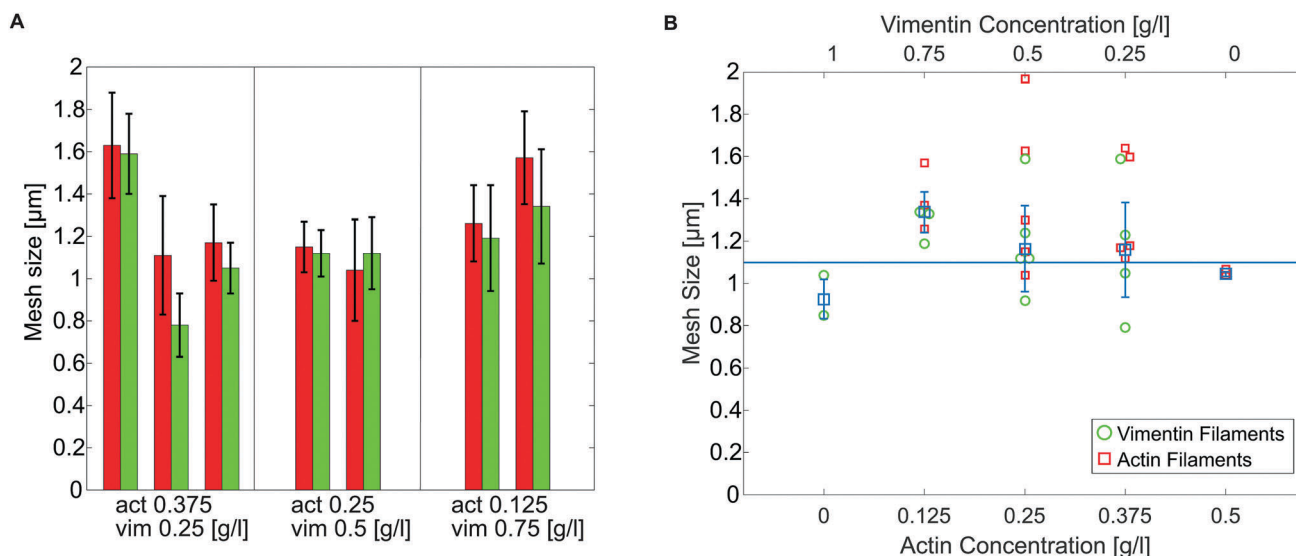 A
Mesh size [µm]
2
1.8
1.6
1.4
1.2
1
0.8
0.6
0.4
0.2
0
act 0.375
vim 0.25 [g/l]
act 0.25
vim 0.5 [g/l]
act 0.125
vim 0.75 [g/l]
B
Vimentin Concentration [g/l]
1 0.75 0.5 0.25 0
Mesh Size [µm]
2
1.8
1.6
1.4
1.2
1
0.8
0.6
0.4
0.2
0
Vimentin Filaments
Actin Filaments
0 0.125 0.25 0.375 0.5
Actin Concentration [g/l]